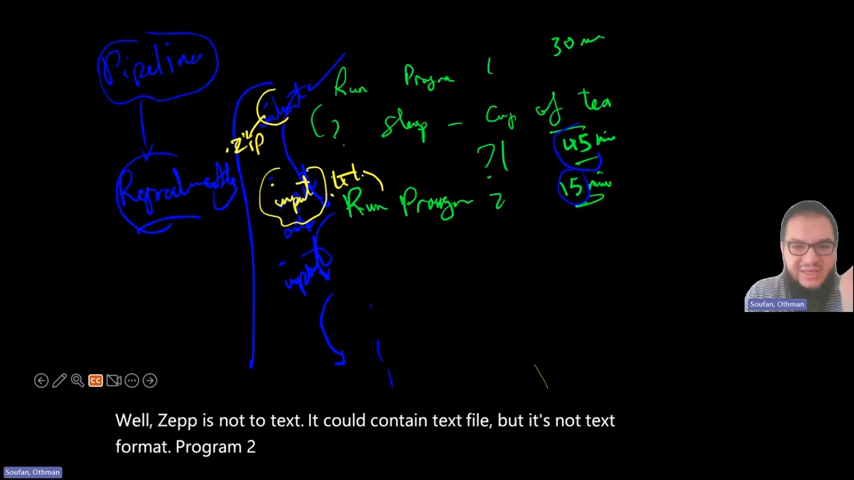 Pipeline
Reproducibility
.zip
input
input
.txt
Run Program 1 30 min
(? sleep - Cup of tea
?! 45 min
Run Program 2 15 min
Soufan, Othman
CC
Well, Zepp is not to text. It could contain text file, but it's not text
format. Program 2
Soufan, Othman